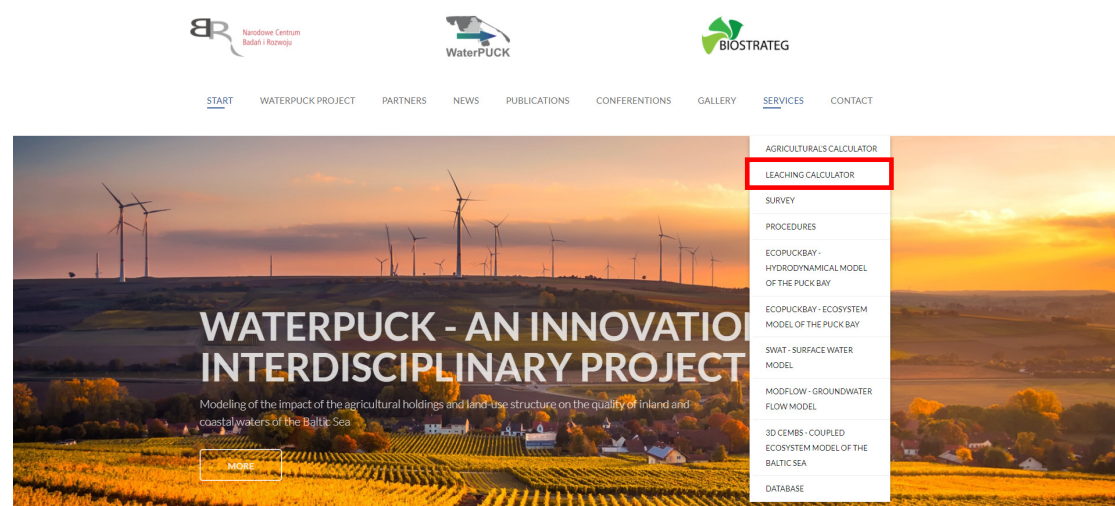 Narodowe Centrum
Badań i Rozwoju
WaterPUCK
BIOSTRATEG
START WATERPUCK PROJECT PARTNERS NEWS PUBLICATIONS CONFERENTIONS GALLERY SERVICES CONTACT
AGRICULTURAL'S CALCULATOR
LEACHING CALCULATOR
SURVEY
PROCEDURES
ECOPUCKBAY -
HYDRODYNAMICAL MODEL
OF THE PUCK BAY
ECOPUCKBAY - ECOSYSTEM
MODEL OF THE PUCK BAY
SWAT - SURFACE WATER
MODEL
MODFLOW - GROUNDWATER
FLOW MODEL
3D CEMBS - COUPLED
ECOSYSTEM MODEL OF THE
BALTIC SEA
DATABASE
WATERPUCK - AN INNOVATIO
INTERDISCIPLINARY PROJECT
Modeling of the impact of the agricultural holdings and land-use structure on the quality of inland and
coastal waters of the Baltic Sea
MORE